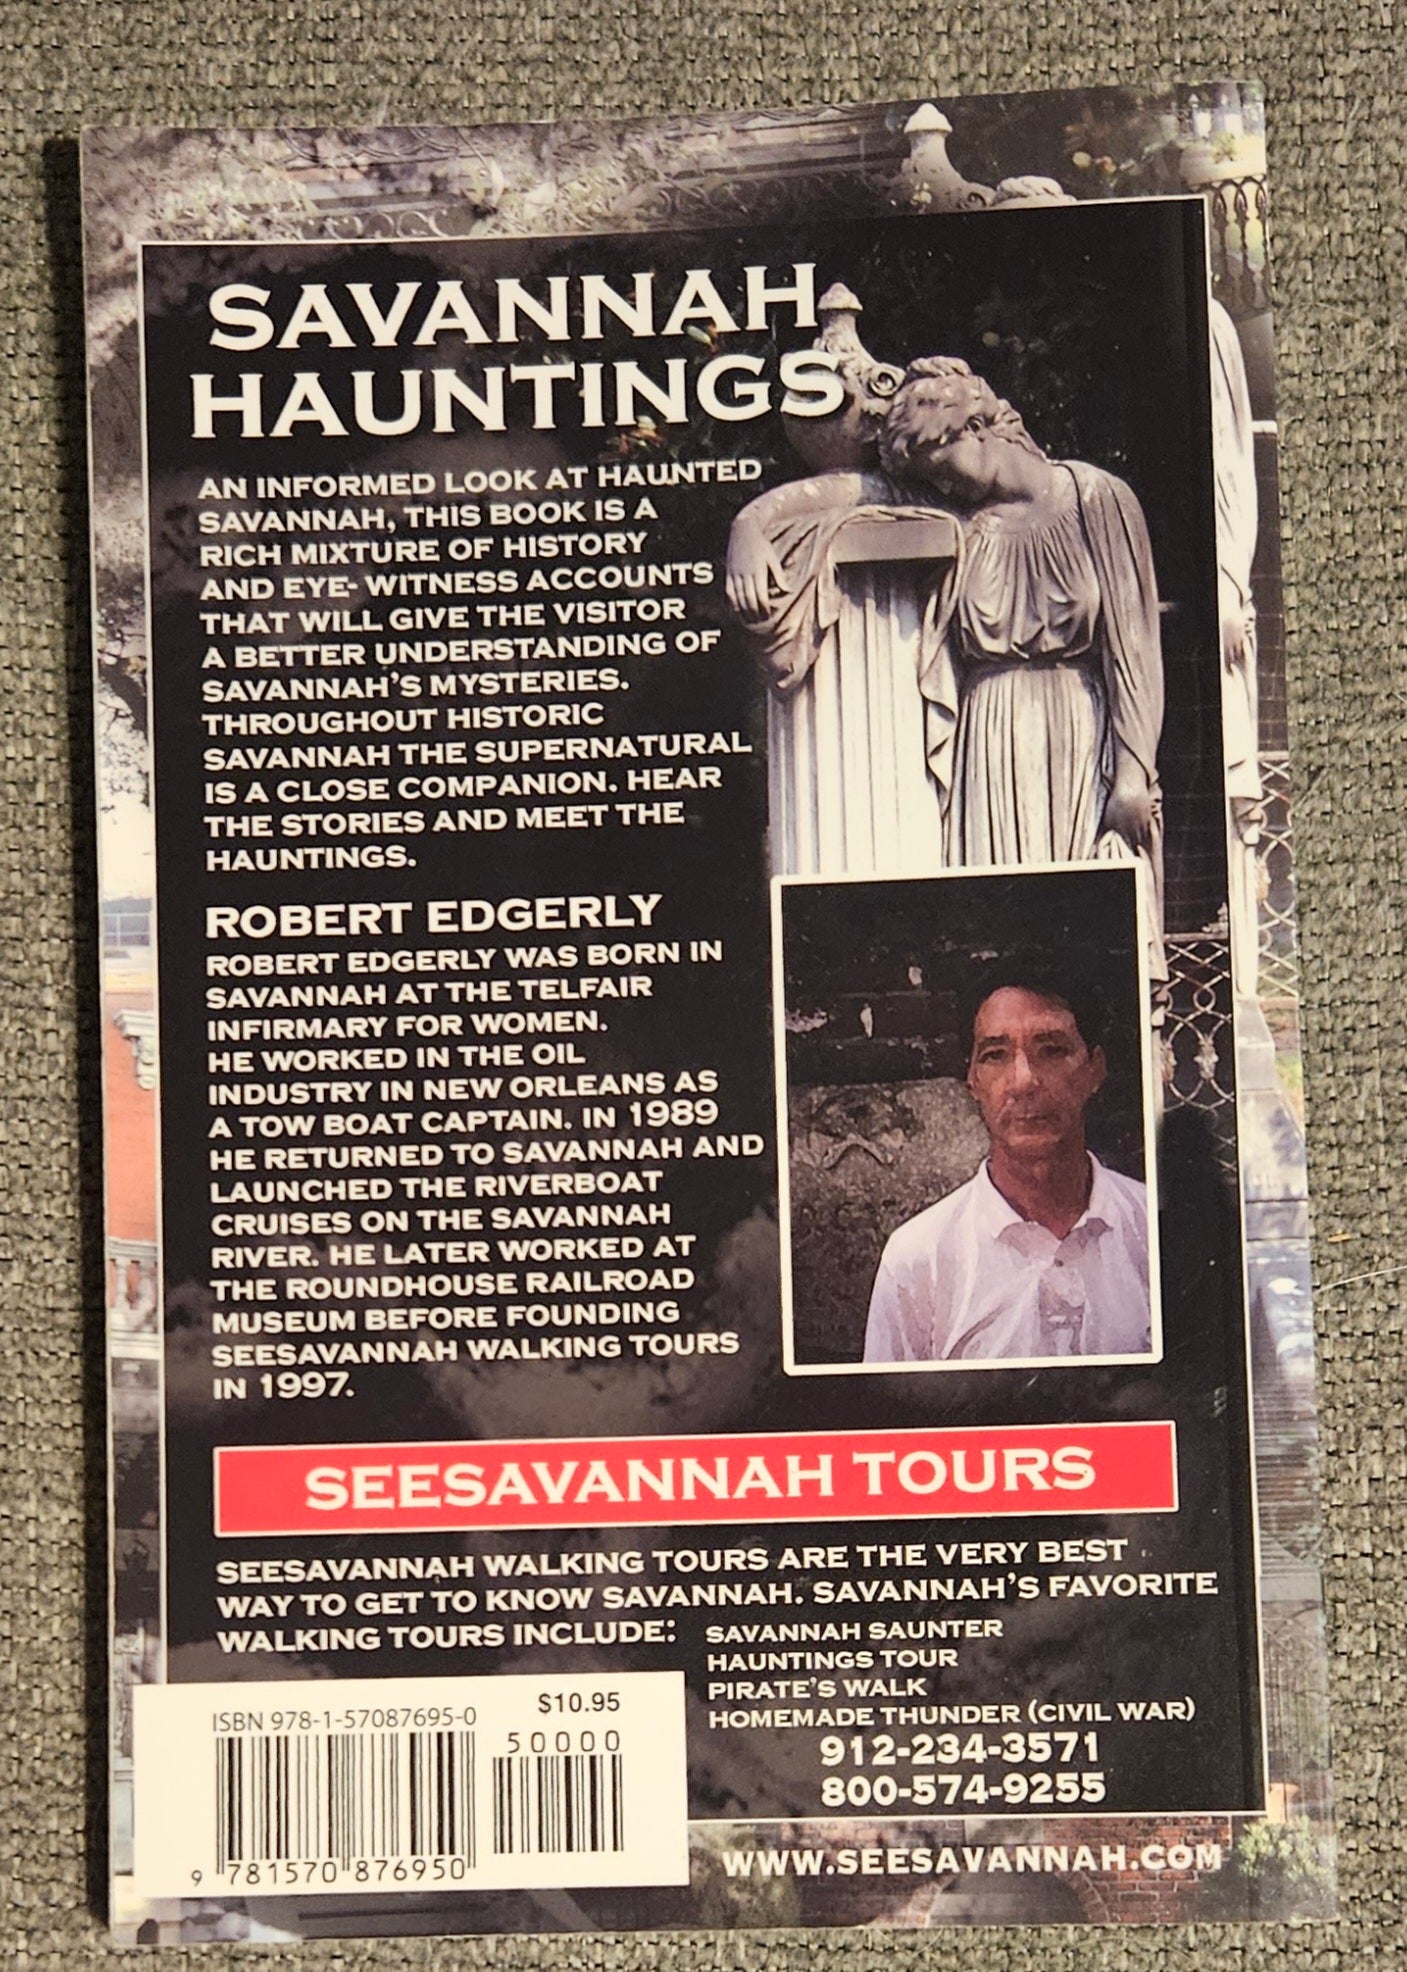 SAVANNAH
HAUNTINGS
AN INFORMED LOOK AT HAUNTED
SAVANNAH, THIS BOOK IS A
RICH MIXTURE OF HISTORY
AND EYE- WITNESS ACCOUNTS
THAT WILL GIVE THE VISITOR
A BETTER UNDERSTANDING OF
SAVANNAH'S MYSTERIES.
THROUGHOUT HISTORIC
SAVANNAH THE SUPERNATURAL
IS A CLOSE COMPANION. HEAR
THE STORIES AND MEET THE
HAUNTINGS.
ROBERT EDGERLY
ROBERT EDGERLY WAS BORN IN
SAVANNAH AT THE TELFAIR
INFIRMARY FOR WOMEN.
HE WORKED IN THE OIL
INDUSTRY IN NEW ORLEANS AS
A TOW BOAT CAPTAIN. IN 1989
HE RETURNED TO SAVANNAH AND
LAUNCHED THE RIVERBOAT
CRUISES ON THE SAVANNAH
RIVER. HE LATER WORKED AT
THE ROUNDHOUSE RAILROAD
MUSEUM BEFORE FOUNDING
SEESAVANNAH WALKING TOURS
IN 1997.
SEESAVANNAH TOURS
SEESAVANNAH WALKING TOURS ARE THE VERY BEST
WAY TO GET TO KNOW SAVANNAH. SAVANNAH'S FAVORITE
WALKING TOURS INCLUDE:
SAVANNAH SAUNTER
HAUNTINGS TOUR
PIRATE'S WALK
HOMEMADE THUNDER (CIVIL WAR)
912-234-3571
800-574-9255
$10.95
ISBN 978-1-57087695-0
50000
9 781570 876950
WWW.SEESAVANNAH.COM